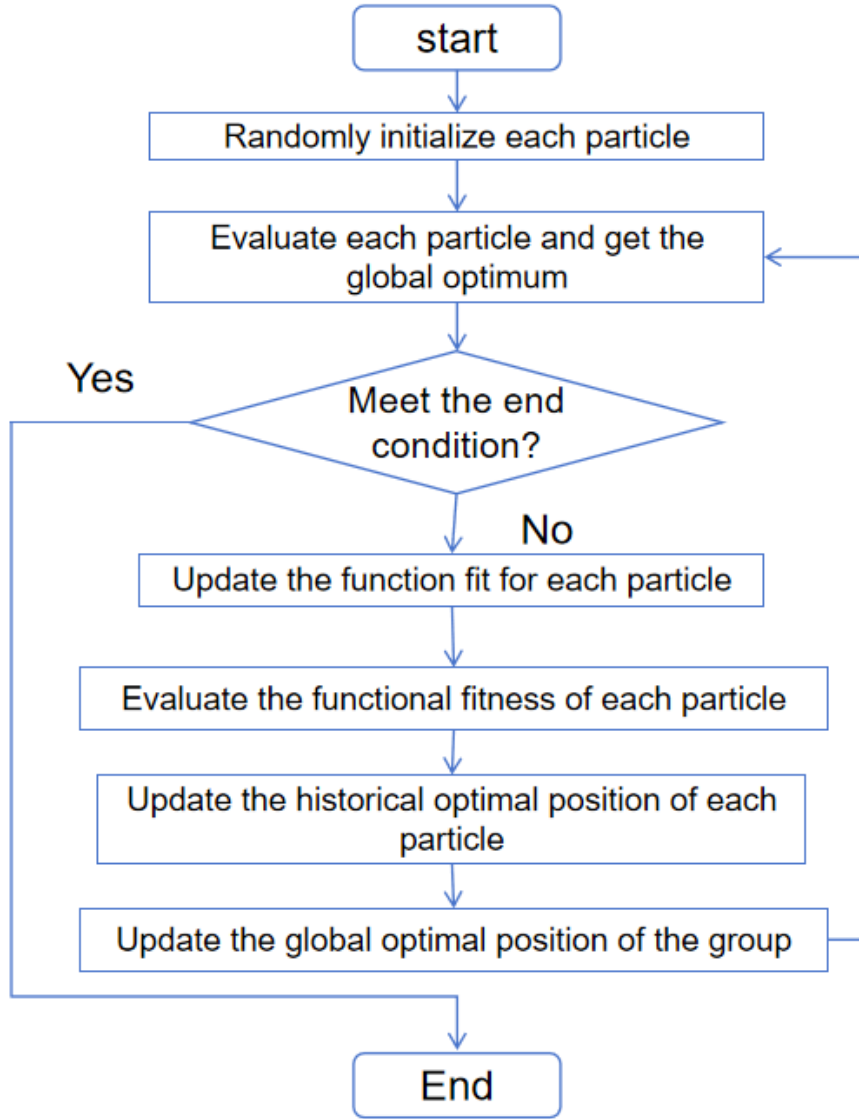 start
Randomly initialize each particle
Evaluate each particle and get the
global optimum
Yes
Meet the end
condition?
No
Update the function fit for each particle
Evaluate the functional fitness of each particle
Update the historical optimal position of each
particle
Update the global optimal position of the group
End